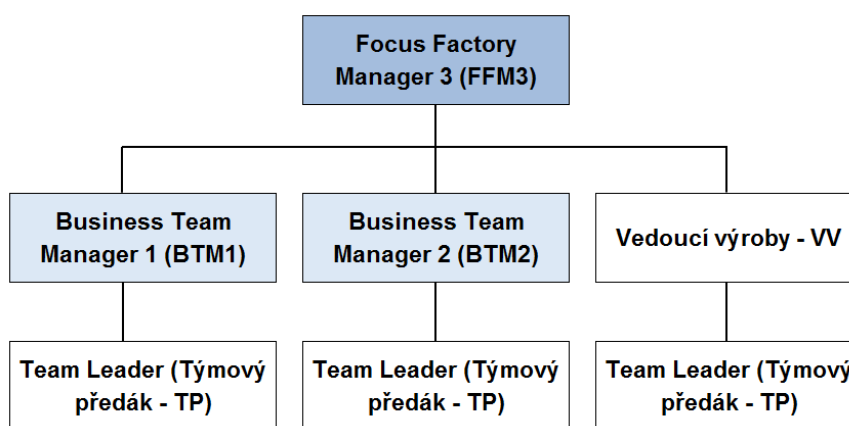 Focus Factory
Manager 3 (FFM3)
Business Team
Manager 1 (BTM1)
Business Team
Manager 2 (BTM2)
Vedoucí výroby - VV
Team Leader (Týmový
předák - TP)
Team Leader (Týmový
předák - TP)
Team Leader (Týmový
předák - TP)